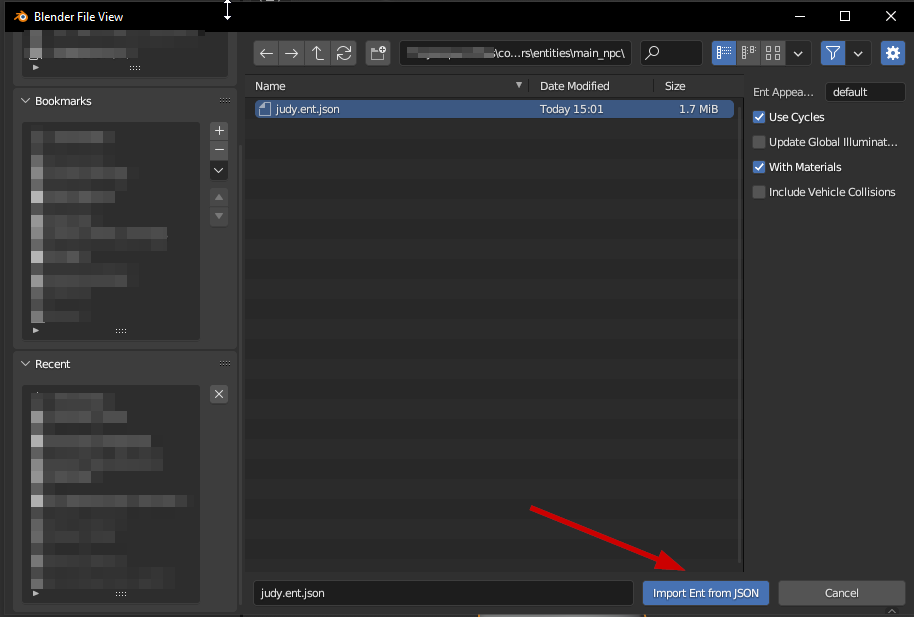 Blender File View
\co...rs\entities\main_npc\
Bookmarks
Recent
Name Date Modified Size
judy.ent.json Today 15:01 1.7 MiB
Ent Appea... default
Use Cycles
Update Global Illuminat...
With Materials
Include Vehicle Collisions
judy.ent.json
Import Ent from JSON Cancel